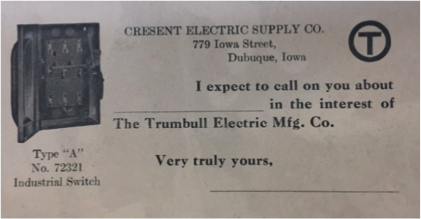 CRESENT ELECTRIC SUPPLY CO.
779 Iowa Street,
Dubuque, Iowa
T
I expect to call on you about
in the interest of
The Trumbull Electric Mfg. Co.
Very truly yours,
Type "A"
No. 72321
Industrial Switch